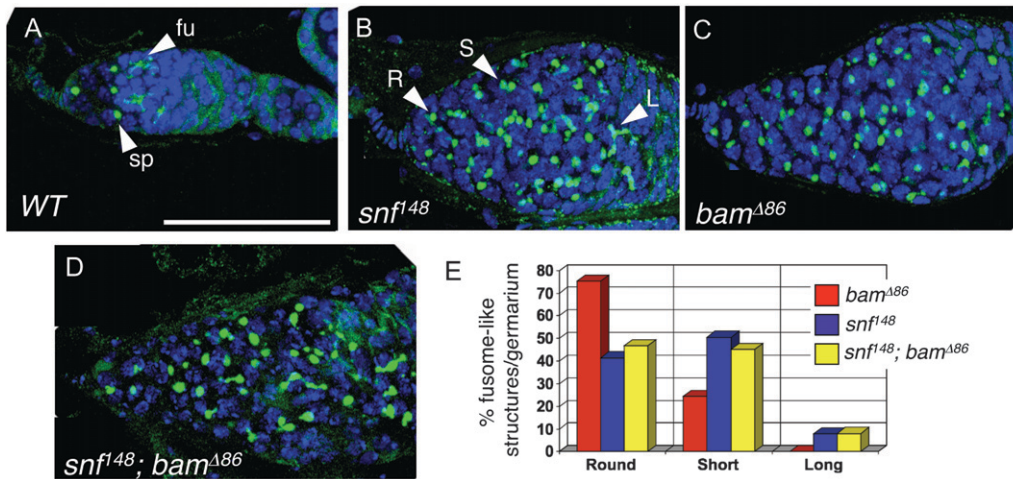 A
fu
sp
WT
B
S
R
L
snf148
C
bamΔ86
D
snf148; bamΔ86
E
% fusome-like
structures/germarium
80
70
60
50
40
30
20
10
0
Round Short Long
bamΔ86
snf148
snf148; bamΔ86